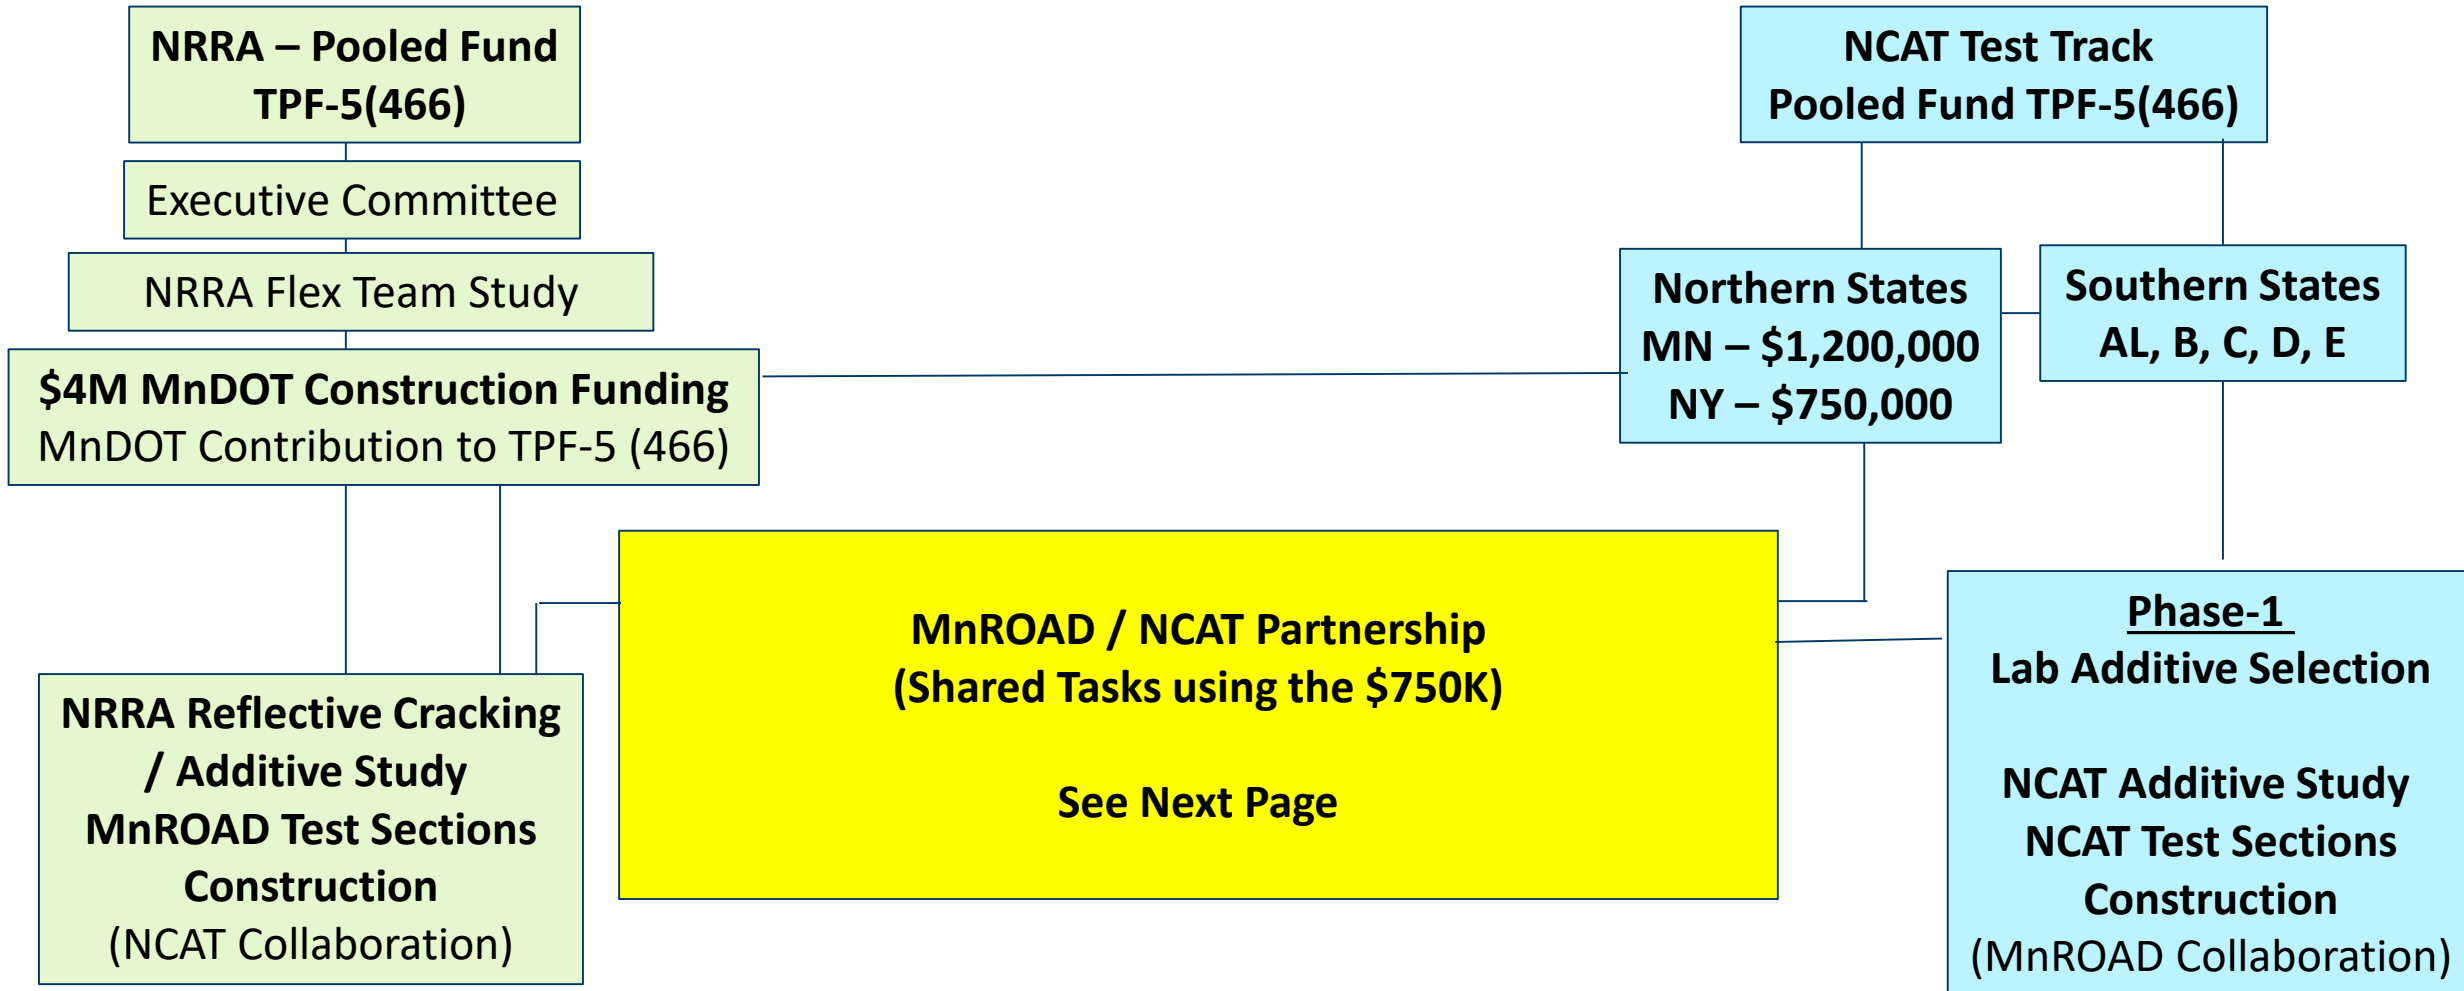 NRRA – Pooled Fund
TPF-5(466)
Executive Committee
NRRA Flex Team Study
$4M MnDOT Construction Funding
MnDOT Contribution to TPF-5 (466)
NCAT Test Track
Pooled Fund TPF-5(466)
Northern States
MN – $1,200,000
NY – $750,000
Southern States
AL, B, C, D, E
NRRA Reflective Cracking
/ Additive Study
MnROAD Test Sections
Construction
(NCAT Collaboration)
MnROAD / NCAT Partnership
(Shared Tasks using the $750K)
See Next Page
Phase-1
Lab Additive Selection
NCAT Additive Study
NCAT Test Sections
Construction
(MnROAD Collaboration)